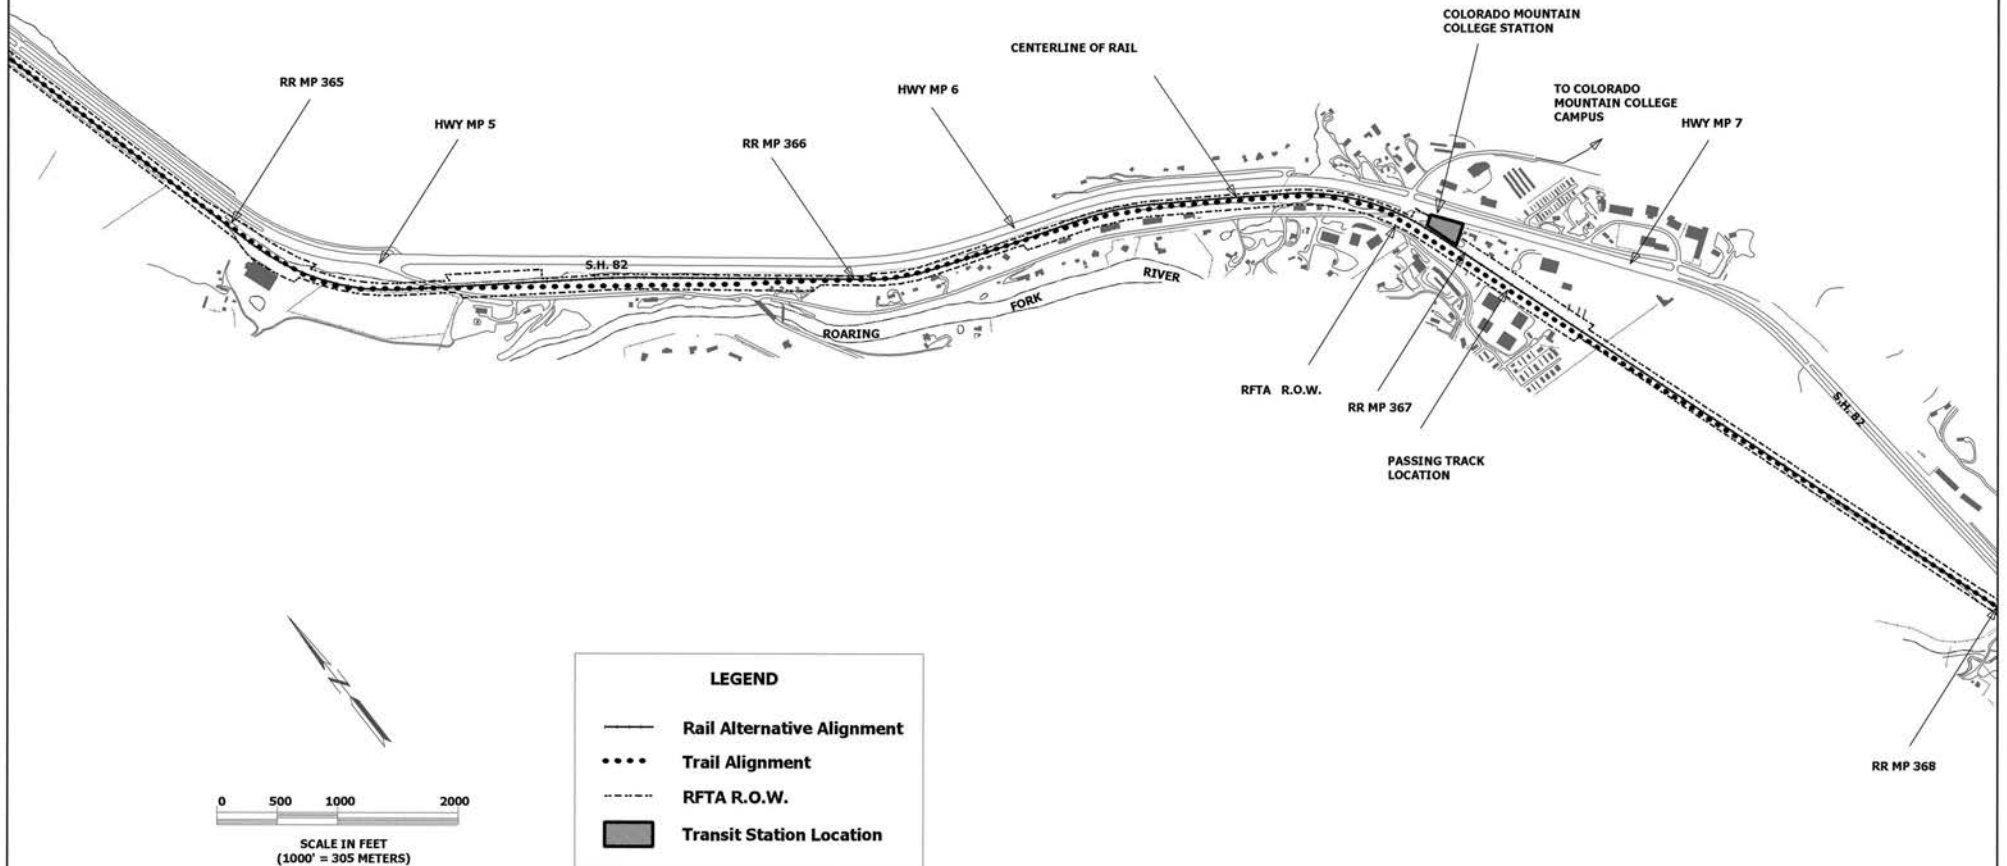 COLORADO MOUNTAIN
COLLEGE STATION
CENTERLINE OF RAIL
RR MP 365
HWY MP 6
TO COLORADO
MOUNTAIN COLLEGE
CAMPUS
HWY MP 5
HWY MP 7
RR MP 366
S.H. 82
RIVER
FORK
ROARING
RFTA R.O.W.
RR MP 367
S.H. 82
PASSING TRACK
LOCATION
RR MP 368
LEGEND
Rail Alternative Alignment
Trail Alignment
RFTA R.O.W.
Transit Station Location
0 500 1000 2000
SCALE IN FEET
(1000' = 305 METERS)